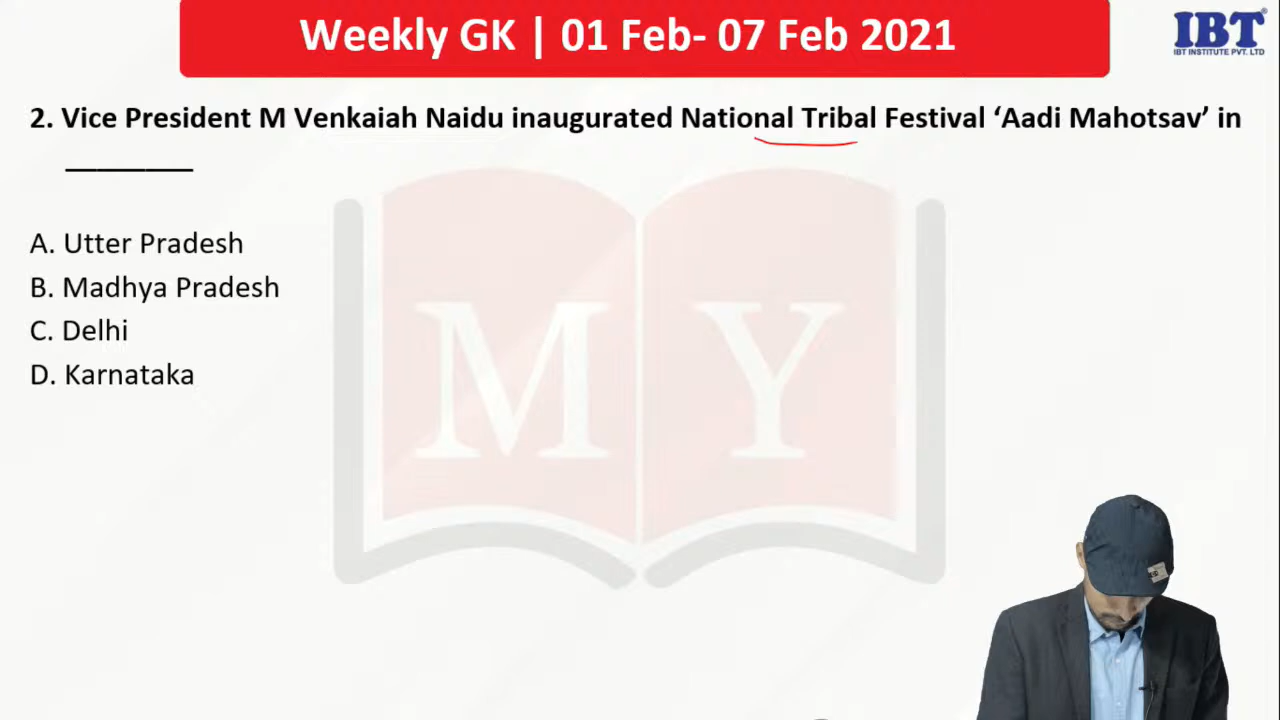 Weekly GK | 01 Feb- 07 Feb 2021
IBT
IBT INSTITUTE PVT. LTD
2. Vice President M Venkaiah Naidu inaugurated National Tribal Festival ‘Aadi Mahotsav’ in
________
A. Utter Pradesh
B. Madhya Pradesh
C. Delhi
D. Karnataka
M Y